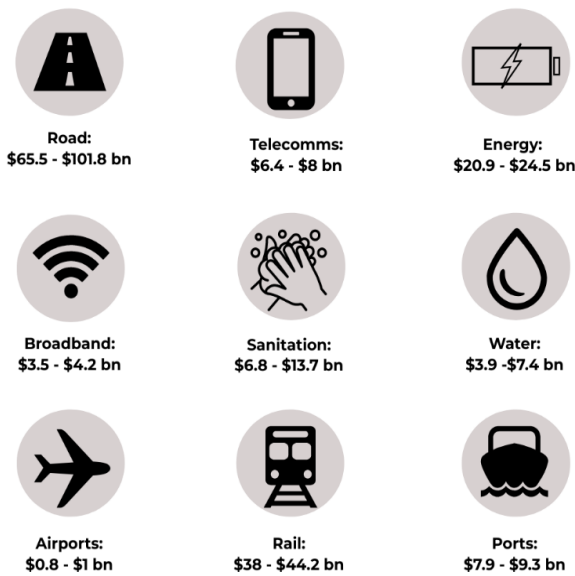 Road:
$65.5 - $101.8 bn
Telecomms:
$6.4 - $8 bn
Energy:
$20.9 - $24.5 bn
Broadband:
$3.5 - $4.2 bn
Sanitation:
$6.8 - $13.7 bn
Water:
$3.9 -$7.4 bn
Airports:
$0.8 - $1 bn
Rail:
$38 - $44.2 bn
Ports:
$7.9 - $9.3 bn